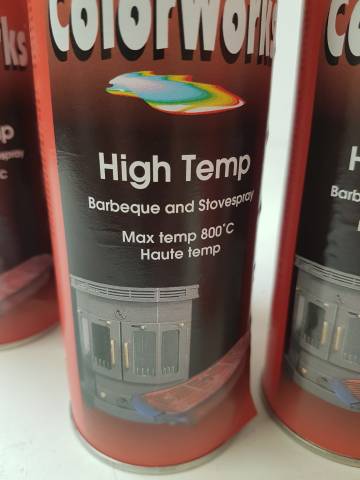 ColorWorks
High Temp
Barbeque and Stovespray
Max temp 800°C
Haute temp